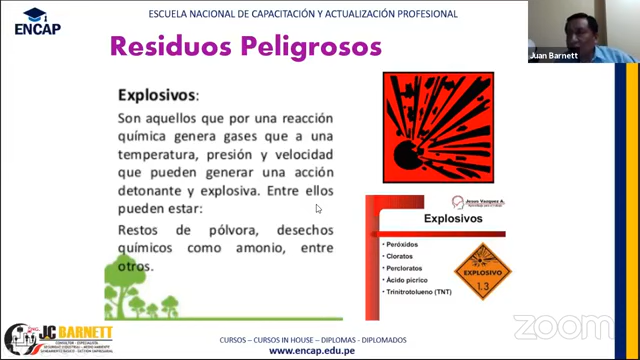 ESCUELA NACIONAL DE CAPACITACIÓN Y ACTUALIZACIÓN PROFESIONAL
ENCAP
Residuos Peligrosos
Juan Barnett
Explosivos:
Son aquellos que por una reacción
química genera gases que a una
temperatura, presión y velocidad
que pueden generar una acción
detonante y explosiva. Entre ellos
pueden estar:
Restos de pólvora, desechos
químicos como amonio, entre
otros.
Jesus Vazquez A.
Explosivos
• Peróxidos
• Cloratos
• Percloratos
• Ácido pícrico
• Trinitrotolueno (TNT)
EXPLOSIVO
1.3
ING.
JC BARNETT
CURSOS – CURSOS IN HOUSE – DIPLOMAS - DIPLOMADOS
www.encap.edu.pe
zoom